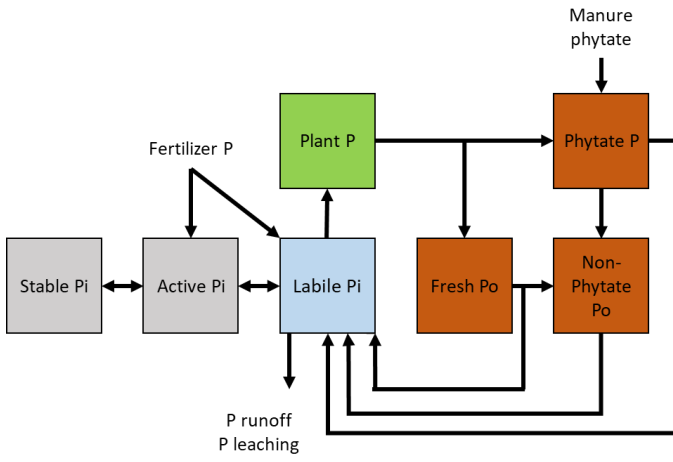 Manure
phytate
Plant P
Phytate P
Fertilizer P
Stable Pi
Active Pi
Labile Pi
Fresh Po
Non-
Phytate
Po
P runoff
P leaching